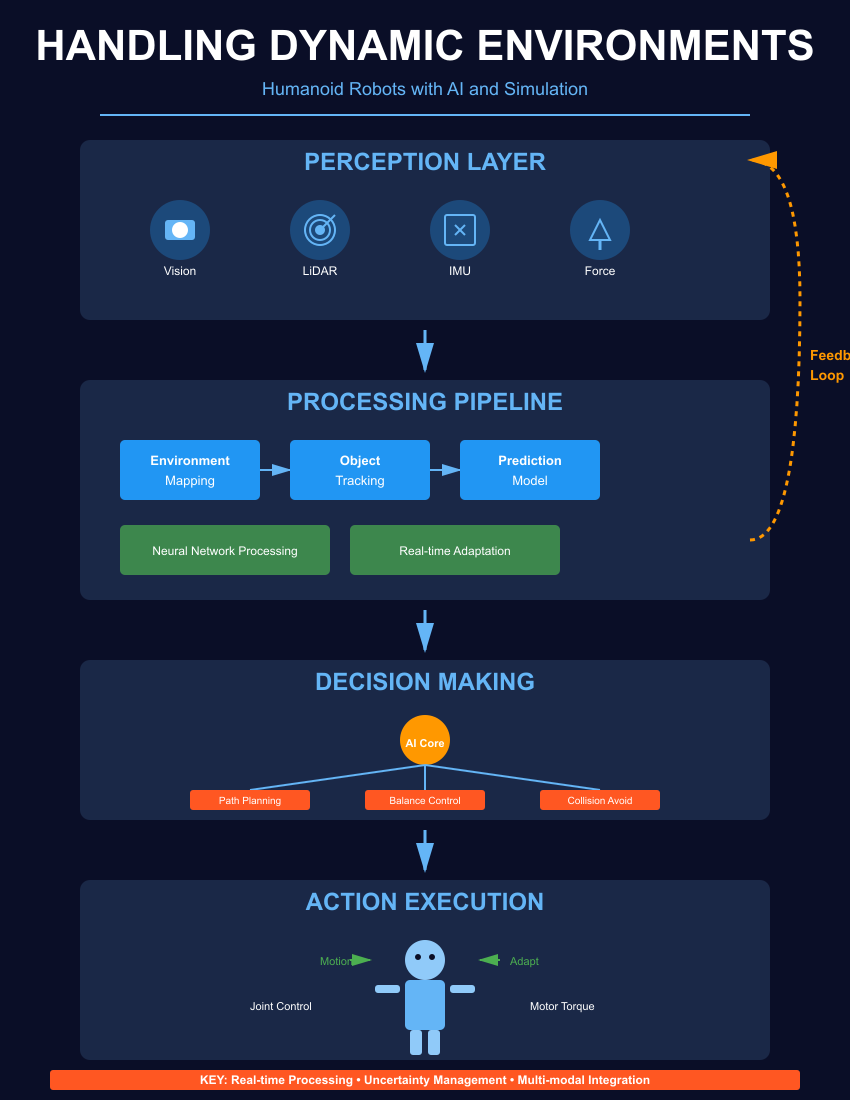 HANDLING DYNAMIC ENVIRONMENTS
Humanoid Robots with AI and Simulation
PERCEPTION LAYER
Vision
LiDAR
IMU
Force
Feedb
Loop
PROCESSING PIPELINE
Environment
Mapping
Object
Tracking
Prediction
Model
Neural Network Processing
Real-time Adaptation
DECISION MAKING
AI Core
Path Planning
Balance Control
Collision Avoid
ACTION EXECUTION
Motion
Adapt
Joint Control
Motor Torque
KEY: Real-time Processing • Uncertainty Management • Multi-modal Integration